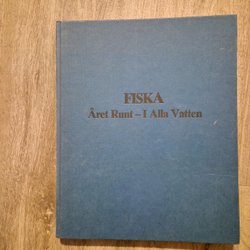 FISKA
Året Runt – I Alla Vatten